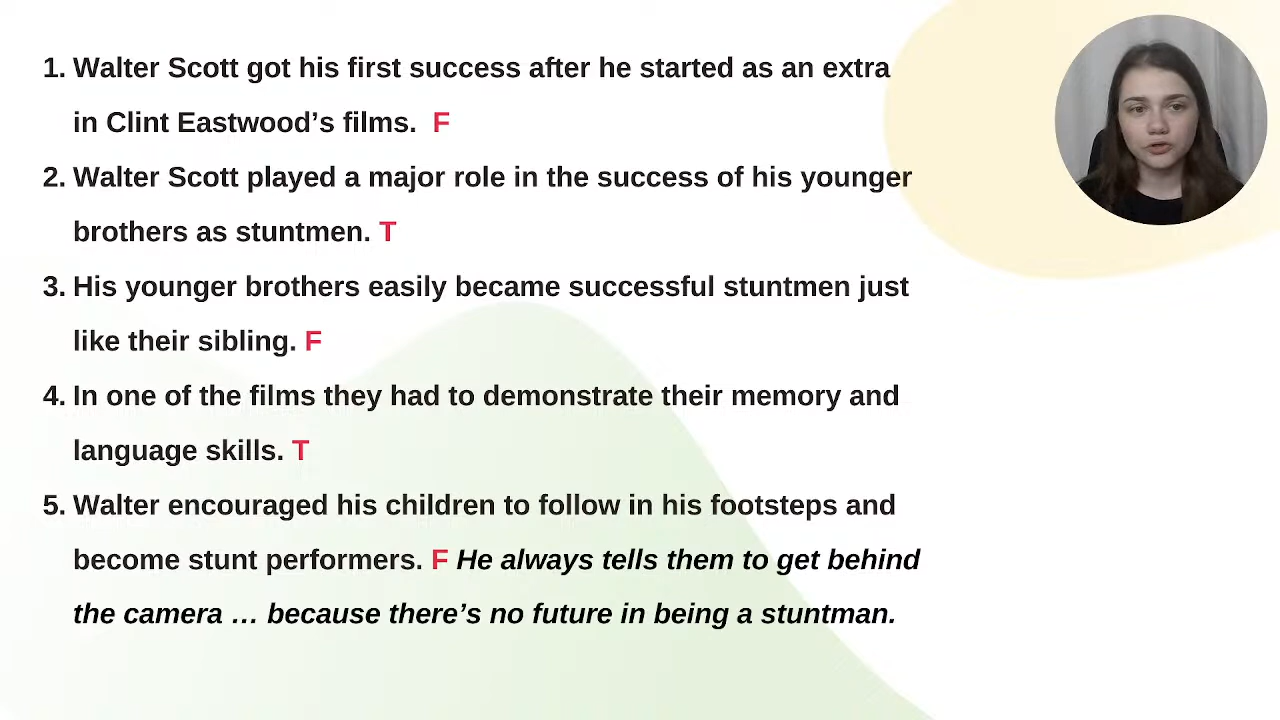 1. Walter Scott got his first success after he started as an extra
in Clint Eastwood’s films. F
2. Walter Scott played a major role in the success of his younger
brothers as stuntmen. T
3. His younger brothers easily became successful stuntmen just
like their sibling. F
4. In one of the films they had to demonstrate their memory and
language skills. T
5. Walter encouraged his children to follow in his footsteps and
become stunt performers. F He always tells them to get behind
the camera … because there’s no future in being a stuntman.